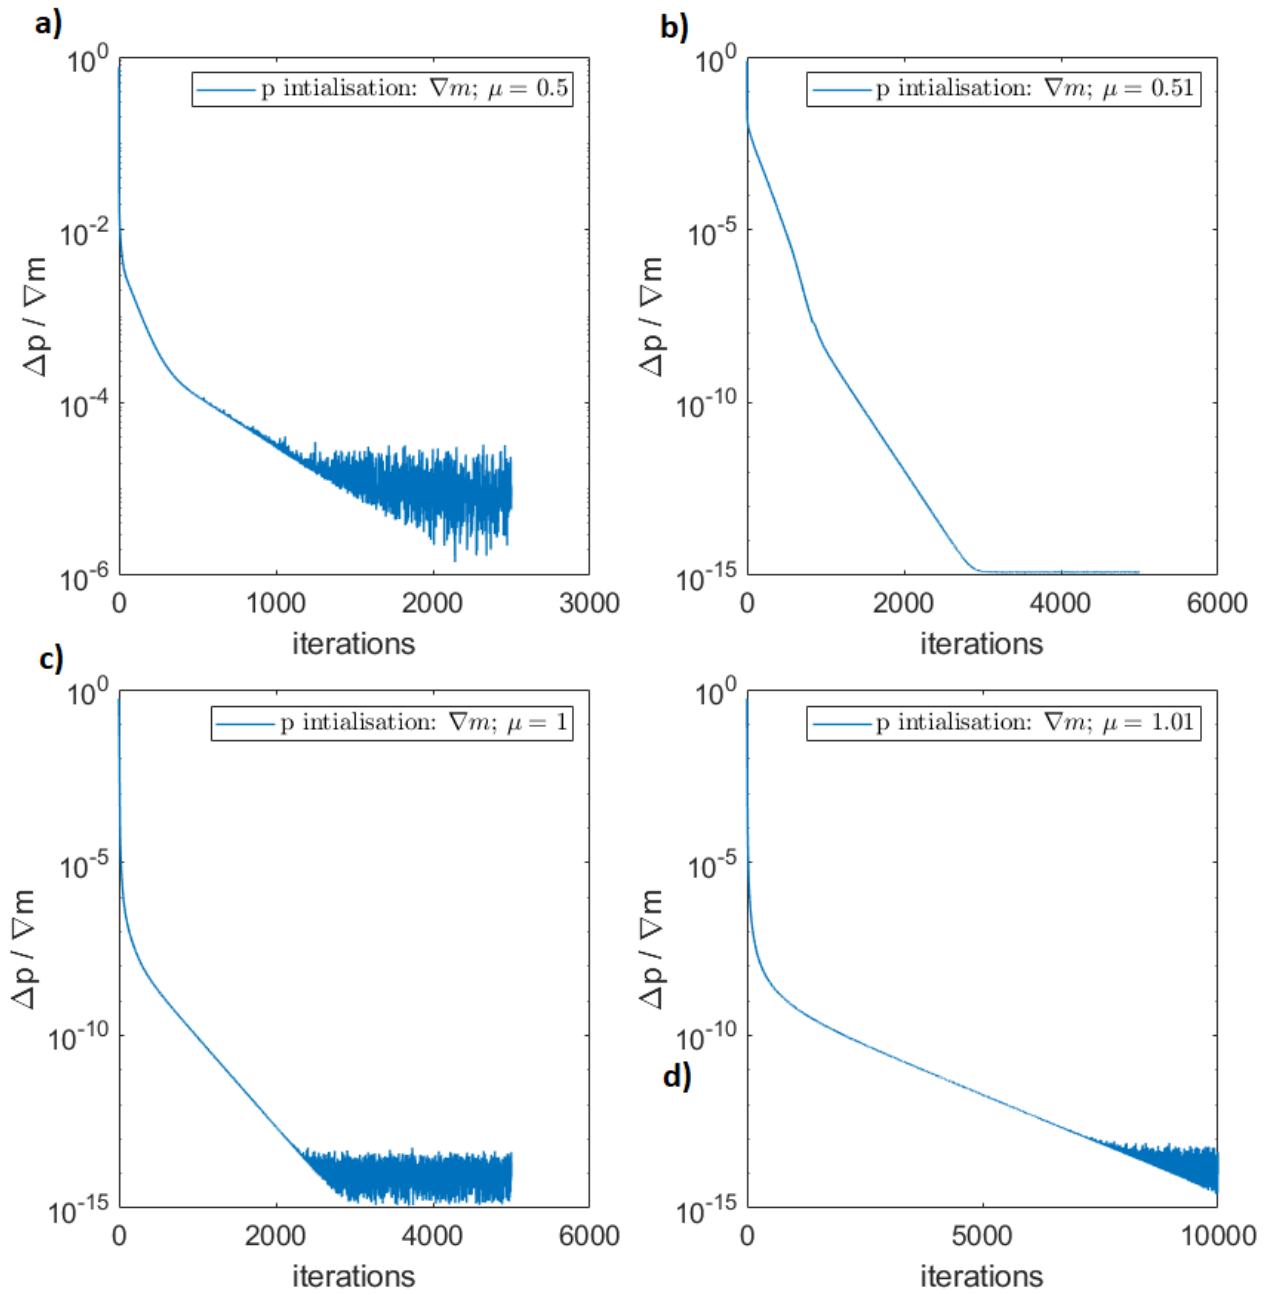 a)
10^0
10^-2
10^-4
10^-6
Δp / ∇m
p intialisation: ∇m; μ = 0.5
0 1000 2000 3000
iterations
b)
10^0
10^-5
10^-10
10^-15
Δp / ∇m
p intialisation: ∇m; μ = 0.51
0 2000 4000 6000
iterations
c)
10^0
10^-5
10^-10
10^-15
Δp / ∇m
p intialisation: ∇m; μ = 1
0 2000 4000 6000
iterations
d)
10^0
10^-5
10^-10
10^-15
Δp / ∇m
p intialisation: ∇m; μ = 1.01
0 5000 10000
iterations